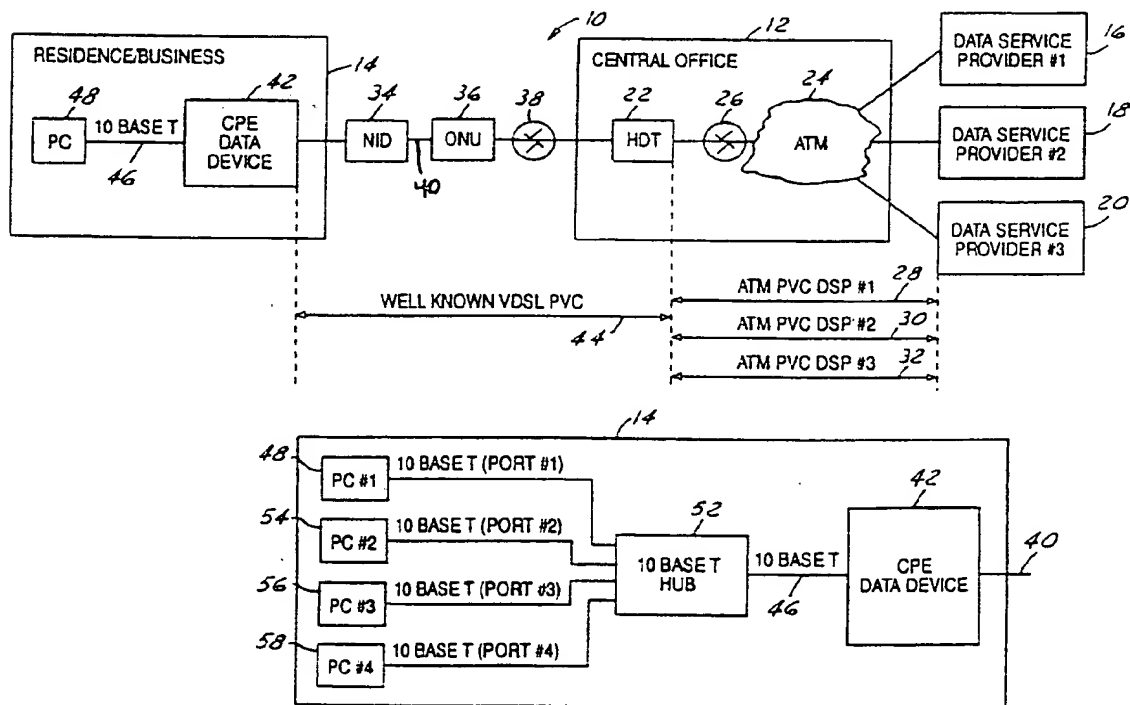 10
12
RESIDENCE/BUSINESS
14
42
48
PC
10 BASE T
46
CPE
DATA
DEVICE
34
NID
40
36
ONU
38
CENTRAL OFFICE
22
HDT
26
24
ATM
DATA SERVICE
PROVIDER #1
16
DATA SERVICE
PROVIDER #2
18
DATA SERVICE
PROVIDER #3
20
WELL KNOWN VDSL PVC
44
ATM PVC DSP #1
28
ATM PVC DSP #2
30
ATM PVC DSP #3
32
14
48
PC #1
10 BASE T (PORT #1)
54
PC #2
10 BASE T (PORT #2)
56
PC #3
10 BASE T (PORT #3)
58
PC #4
10 BASE T (PORT #4)
52
10 BASE T
HUB
10 BASE T
46
42
CPE
DATA DEVICE
40